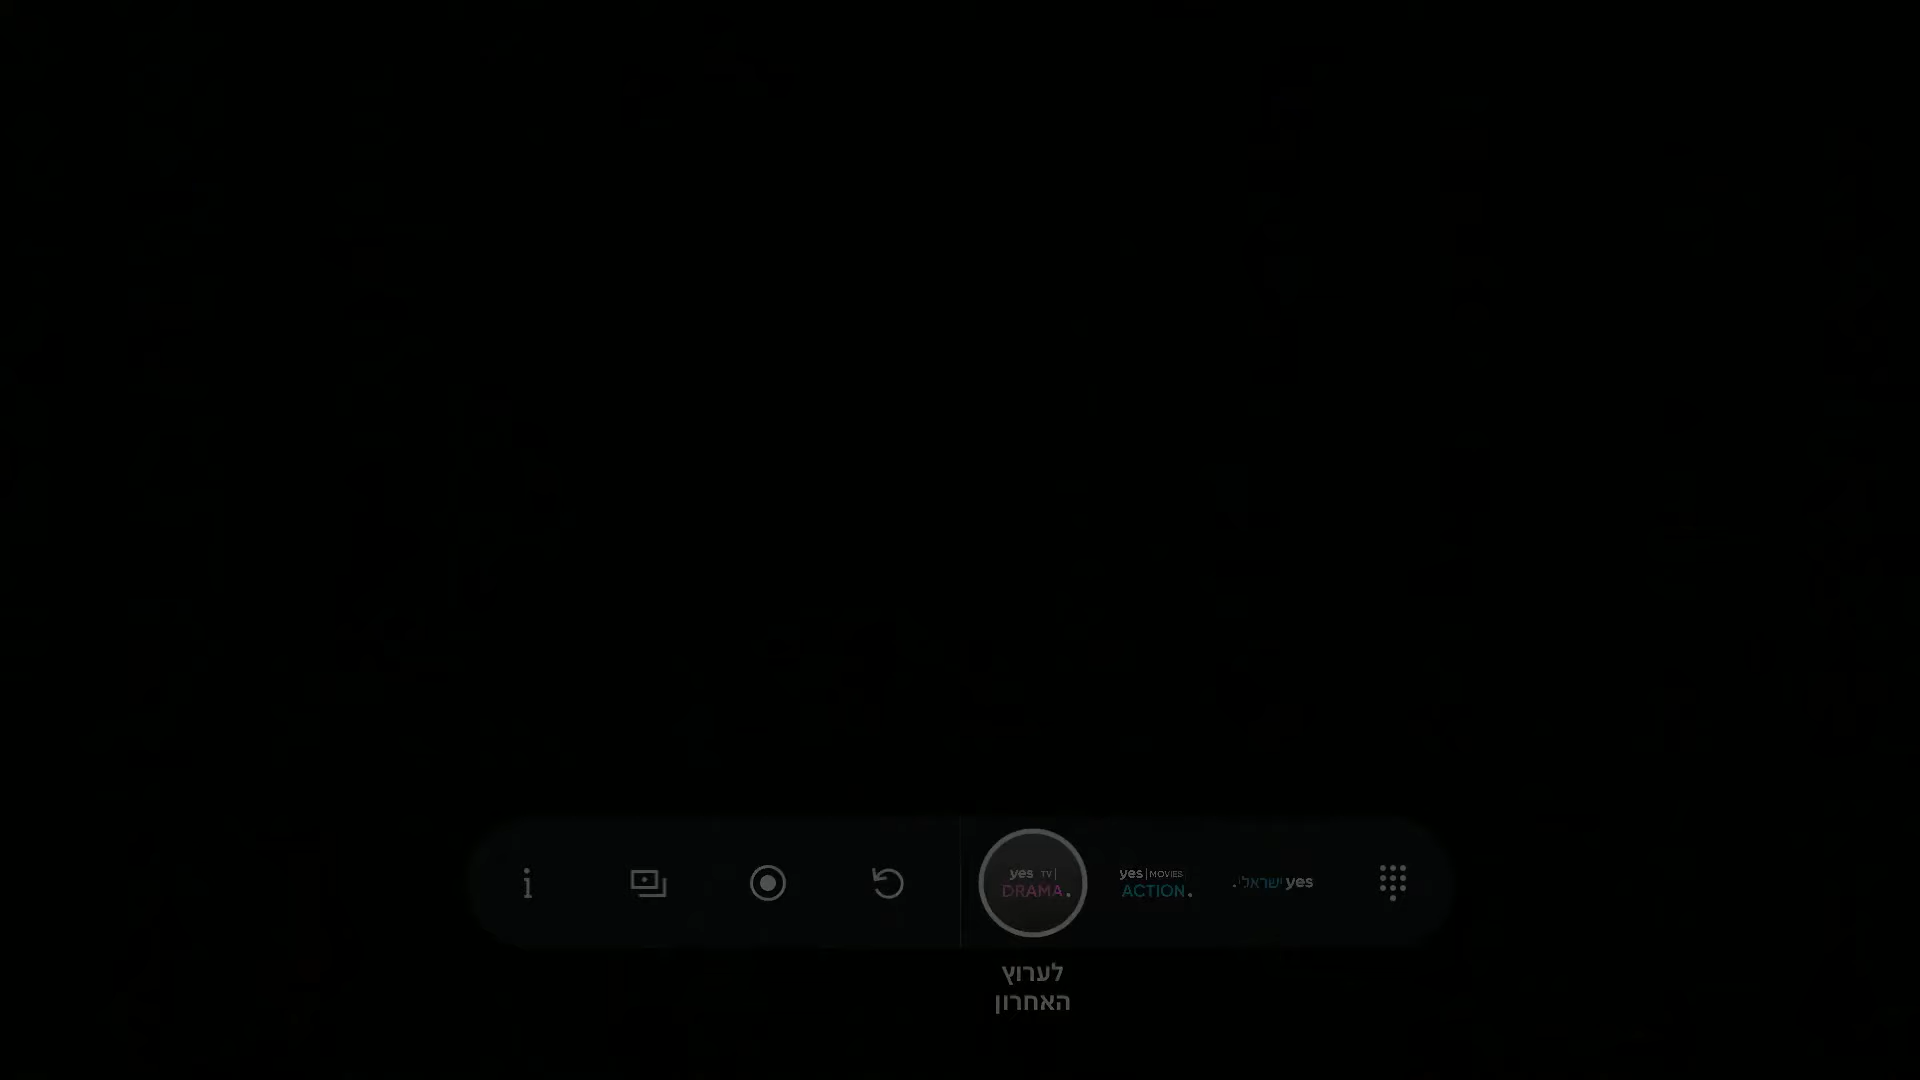 yes TV|
DRAMA.
yes|MOVIES
ACTION.
yes ישראלי.
לערוץ
האחרון